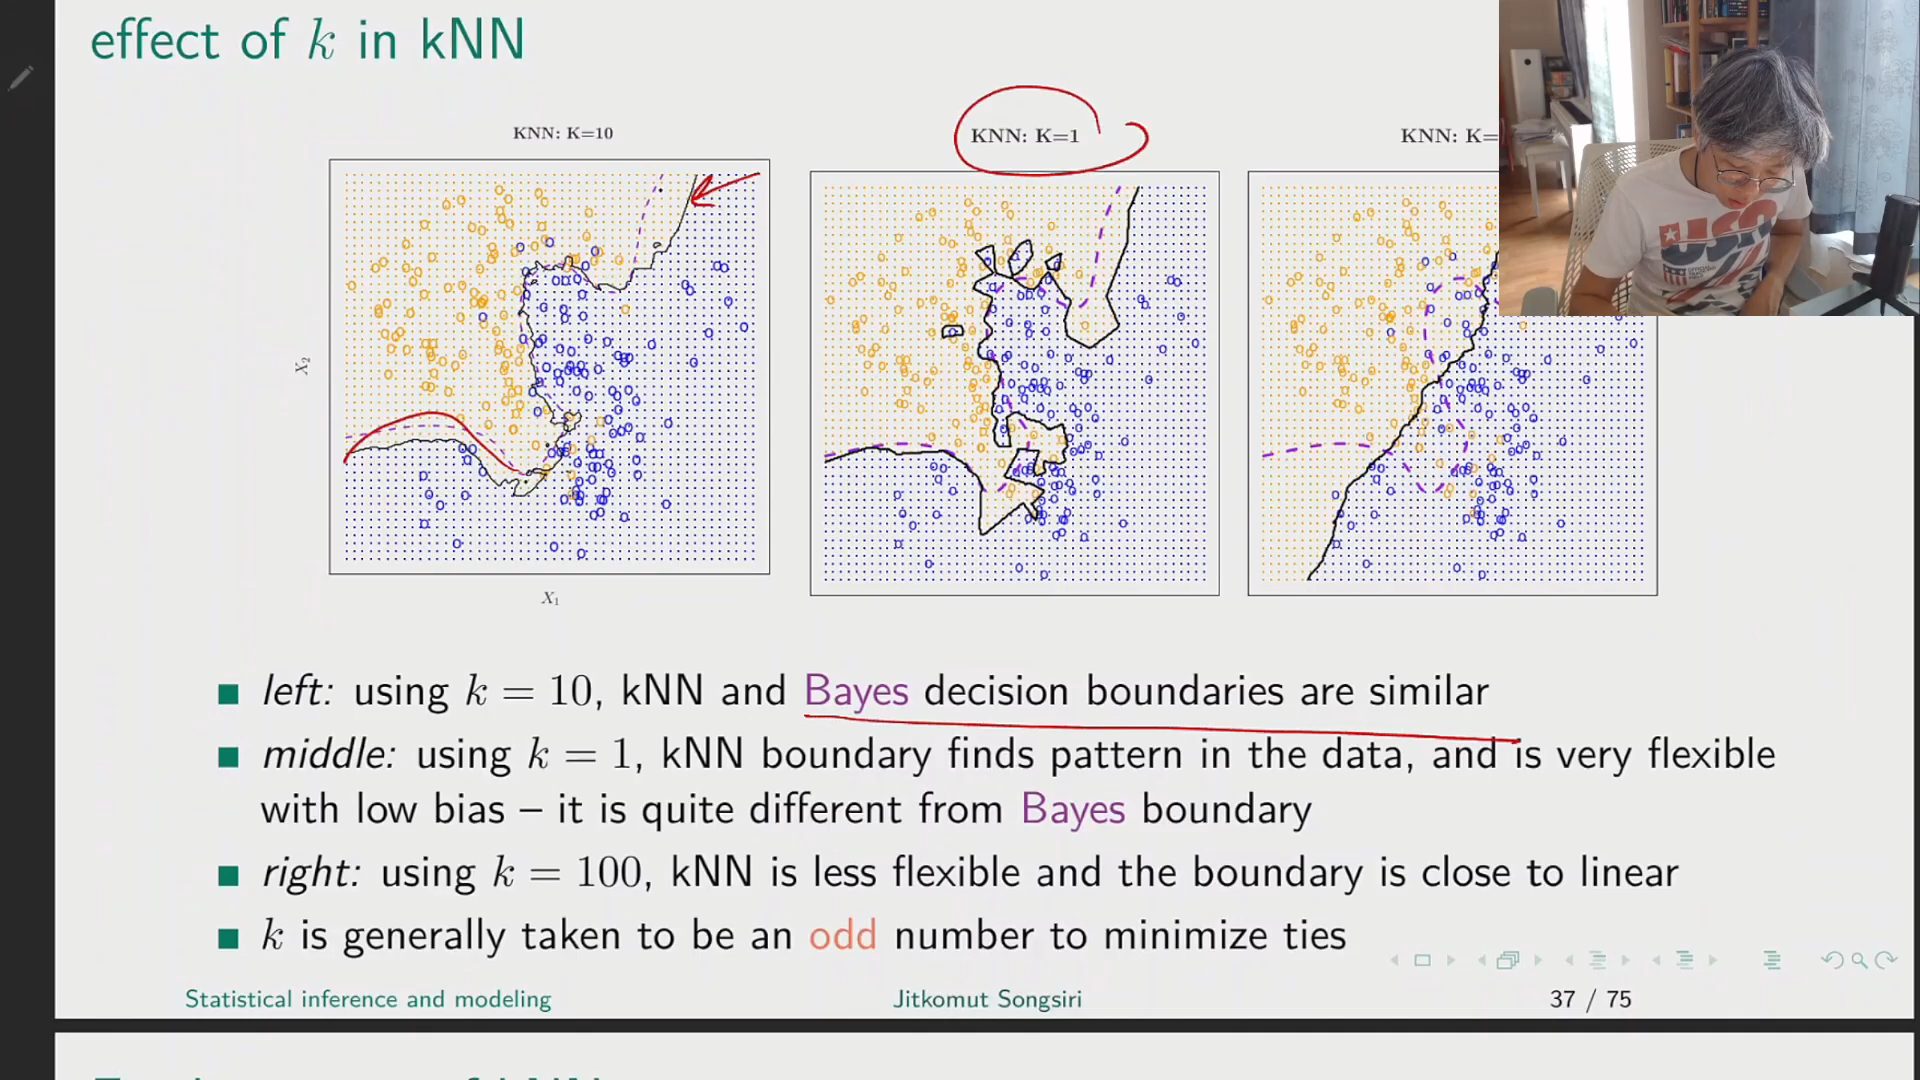 effect of k in kNN
KNN: K=10
KNN: K=1
KNN: K=
X₂
X₁
■ left: using k = 10, kNN and Bayes decision boundaries are similar
■ middle: using k = 1, kNN boundary finds pattern in the data, and is very flexible
with low bias – it is quite different from Bayes boundary
■ right: using k = 100, kNN is less flexible and the boundary is close to linear
■ k is generally taken to be an odd number to minimize ties
Statistical inference and modeling
Jitkomut Songsiri
37 / 75